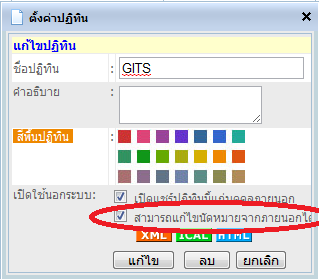 ตั้งค่าปฏิทิน
แก้ไขปฏิทิน
ชื่อปฏิทิน : GITS
คำอธิบาย :
สีพื้นปฏิทิน :
เปิดใช้นอกระบบ: เปิดแชร์ปฏิทินนี้แก่บุคคลภายนอก
สามารถแก้ไขนัดหมายจากภายนอกได้
XML ICAL HTML
แก้ไข ลบ ยกเลิก